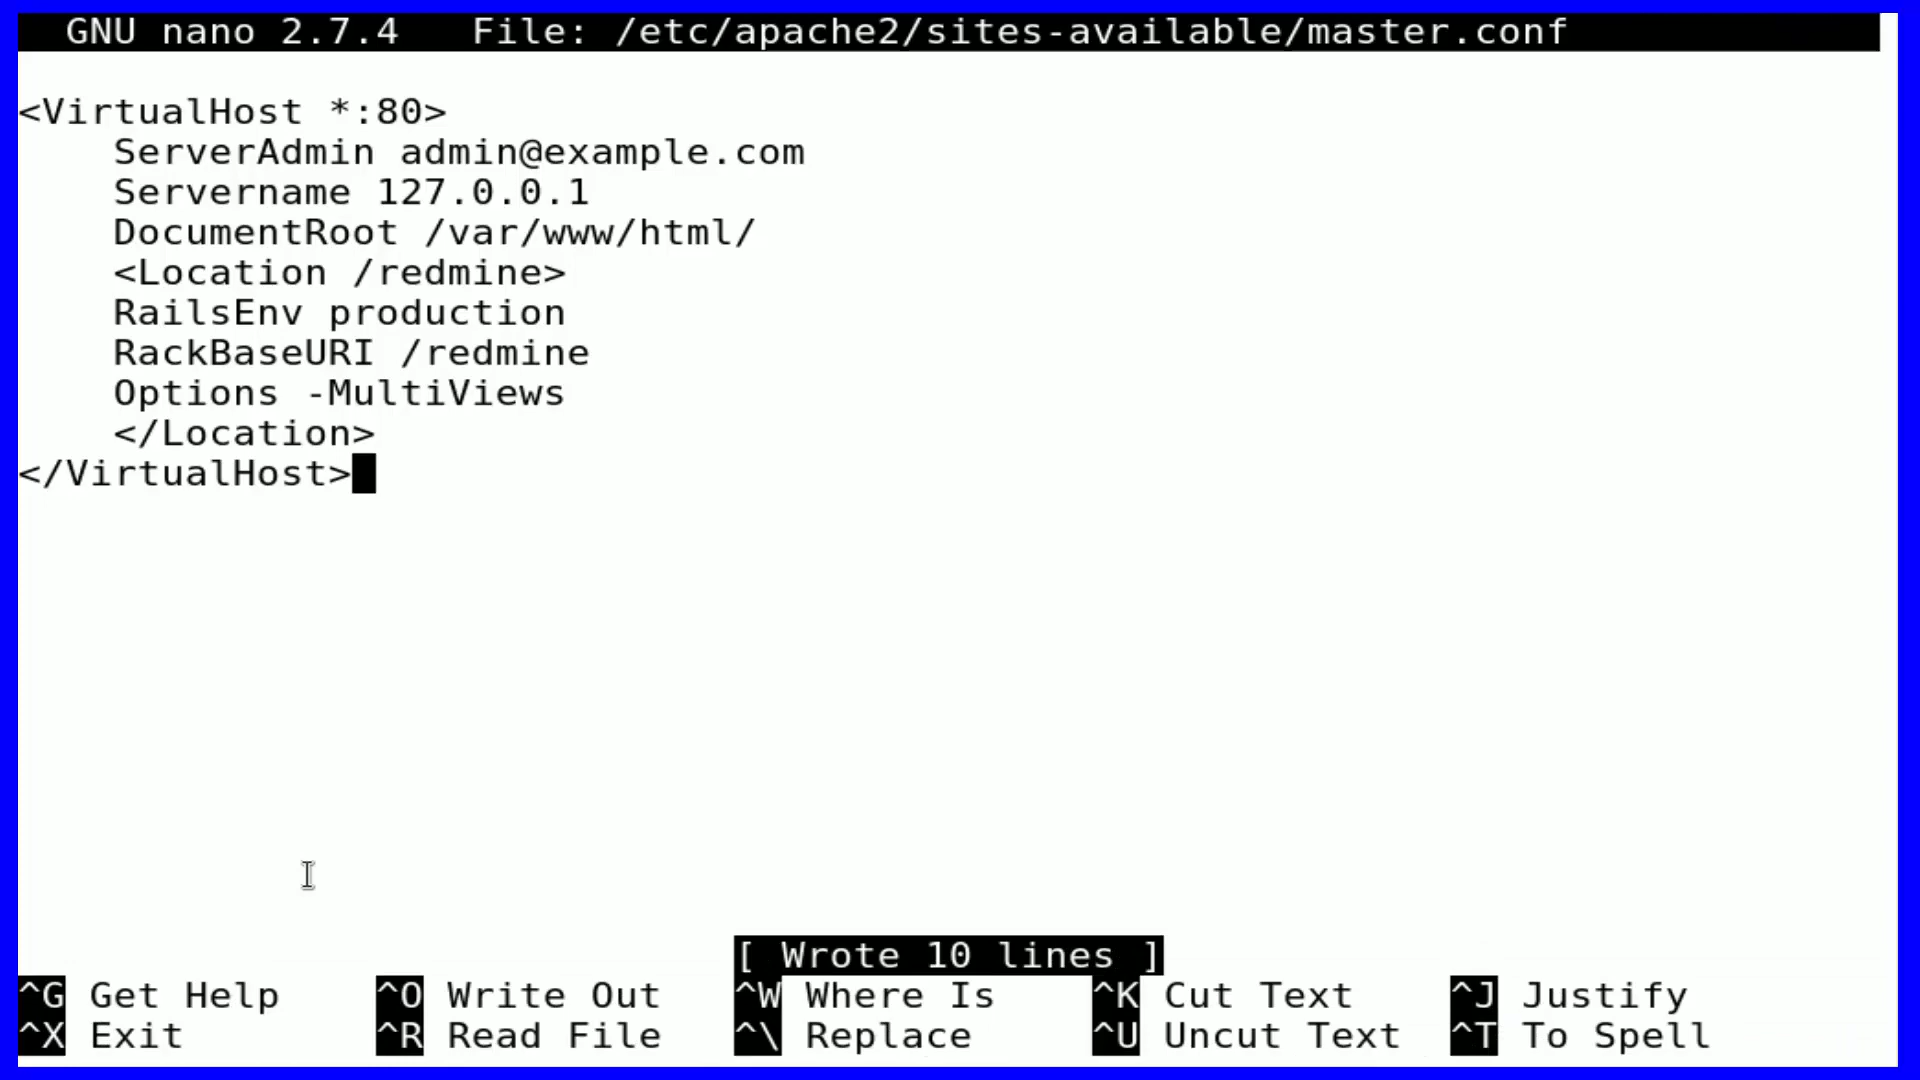 GNU nano 2.7.4 File: /etc/apache2/sites-available/master.conf
<VirtualHost *:80>
    ServerAdmin admin@example.com
    Servername 127.0.0.1
    DocumentRoot /var/www/html/
    <Location /redmine>
    RailsEnv production
    RackBaseURI /redmine
    Options -MultiViews
    </Location>
</VirtualHost>
[ Wrote 10 lines ]
^G Get Help ^O Write Out ^W Where Is ^K Cut Text ^J Justify
^X Exit ^R Read File ^\ Replace ^U Uncut Text ^T To Spell